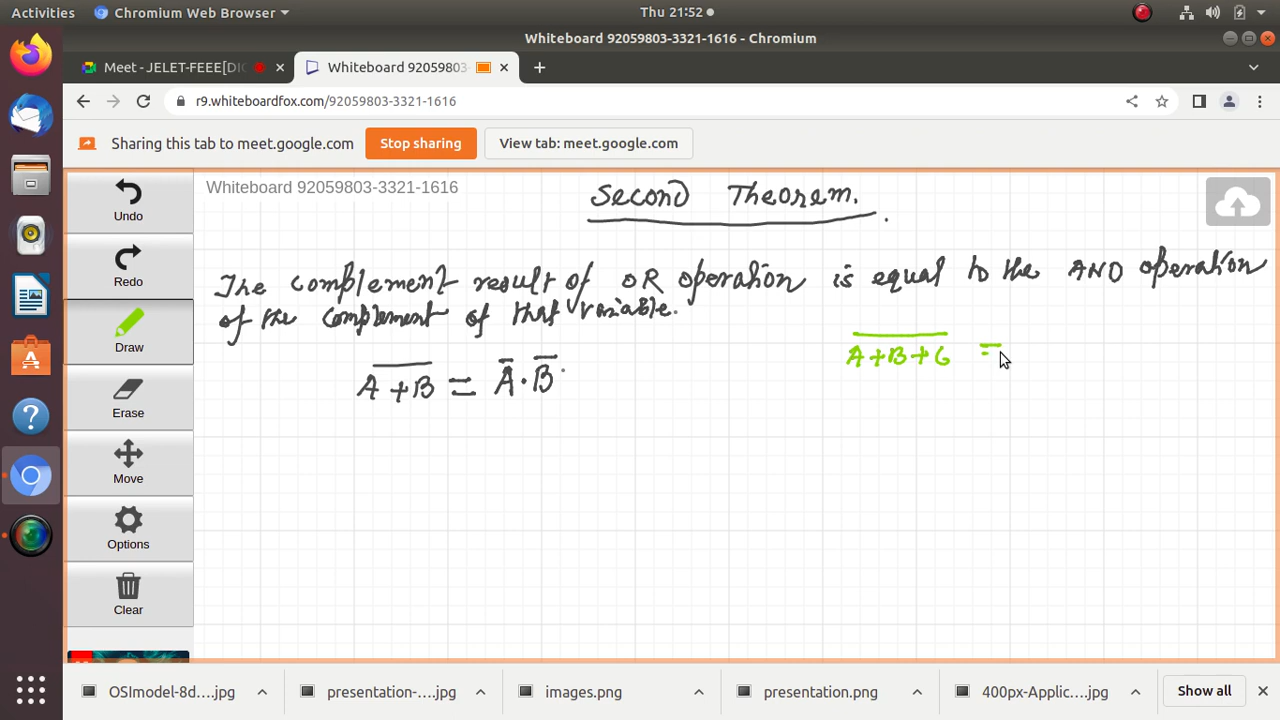 Activities Chromium Web Browser Thu 21:52
Whiteboard 92059803-3321-1616 - Chromium
Meet - JELET-FEEE[DI Whiteboard 92059803-
r9.whiteboardfox.com/92059803-3321-1616
Sharing this tab to meet.google.com Stop sharing View tab: meet.google.com
Whiteboard 92059803-3321-1616
Second Theorem.
The complement result of OR operation is equal to the AND operation
of the complement of that variable.
A̅+̅B̅ = A̅·B̅
A̅+̅B̅+̅C̅ =
Undo
Redo
Draw
Erase
Move
Options
Clear
OSImodel-8d....jpg presentation-....jpg images.png presentation.png 400px-Applic....jpg Show all